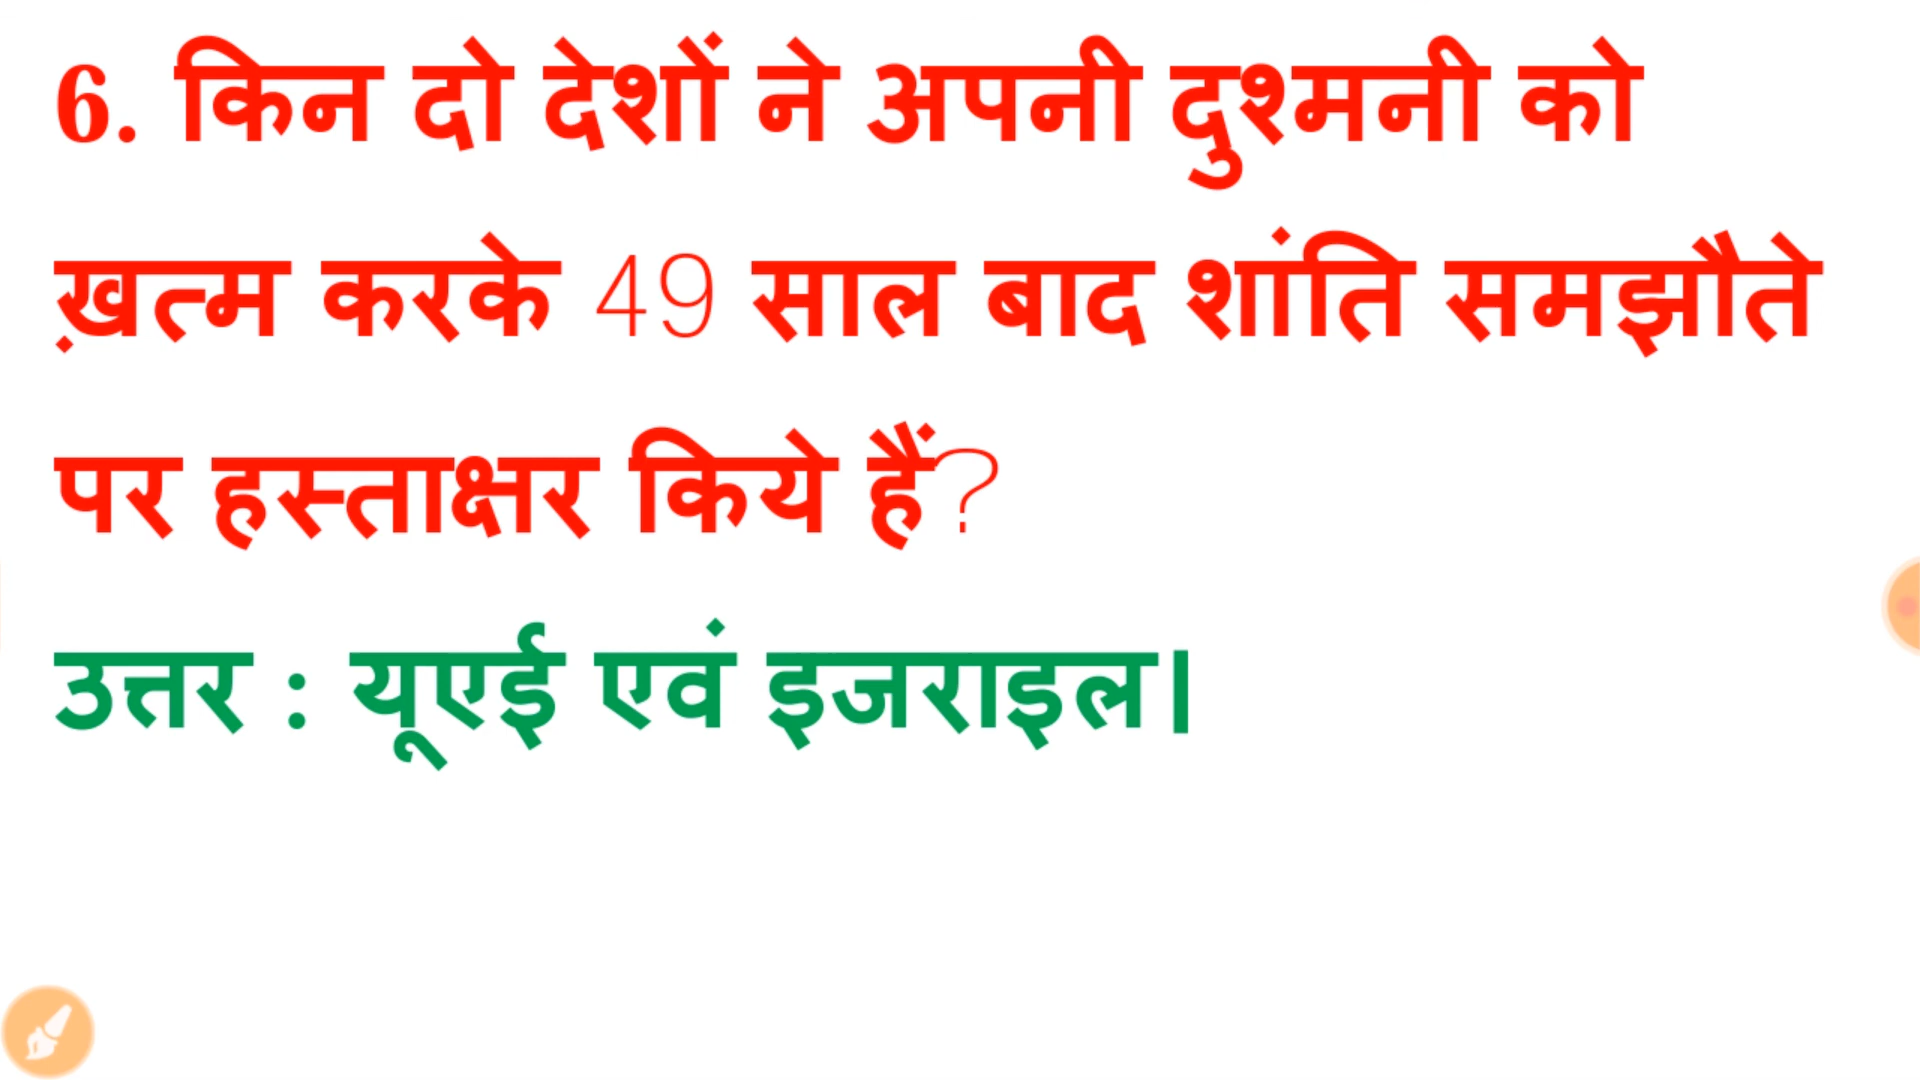 6. किन दो देशों ने अपनी दुश्मनी को
ख़त्म करके 49 साल बाद शांति समझौते
पर हस्ताक्षर किये हैं?
उत्तर : यूएई एवं इजराइल।